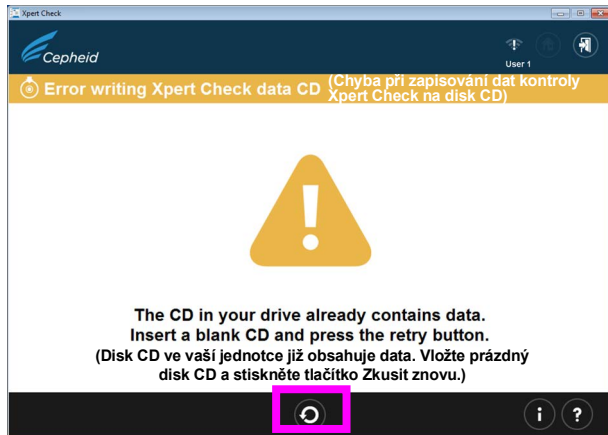 Xpert Check
Cepheid
User 1
Error writing Xpert Check data CD (Chyba při zapisování dat kontroly
Xpert Check na disk CD)
The CD in your drive already contains data.
Insert a blank CD and press the retry button.
(Disk CD ve vaší jednotce již obsahuje data. Vložte prázdný
disk CD a stiskněte tlačítko Zkusit znovu.)
i ?